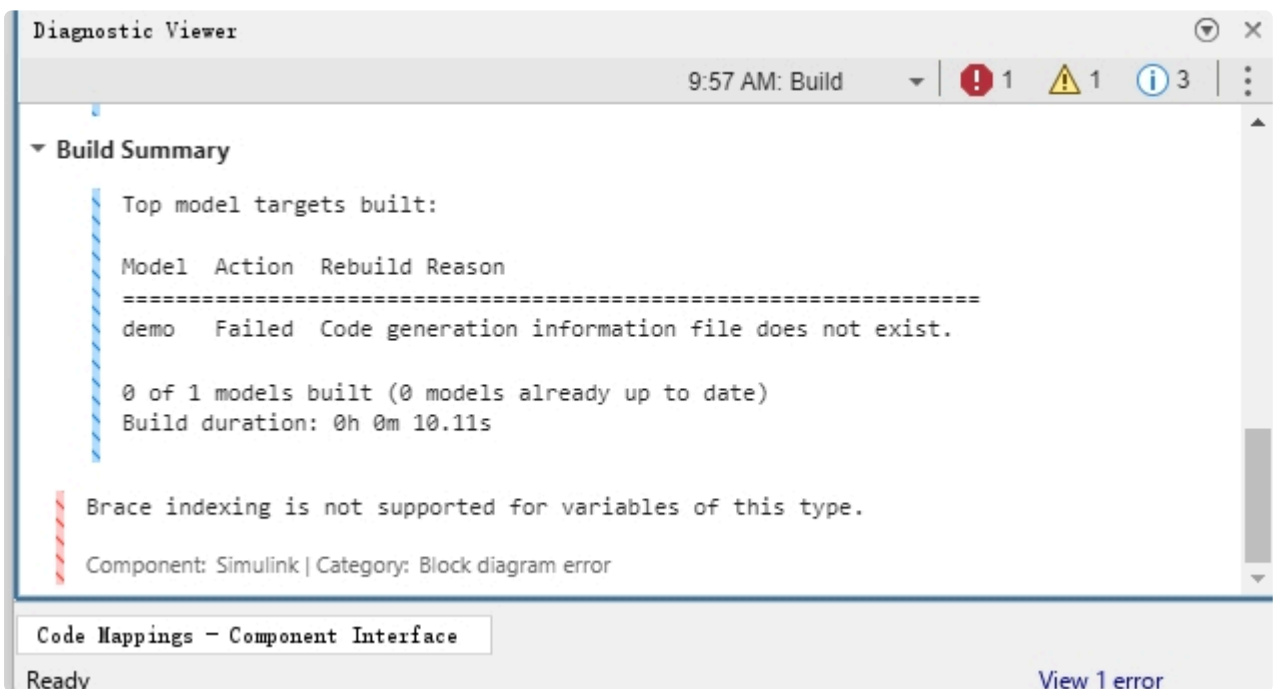 Diagnostic Viewer
9:57 AM: Build 1 1 3
Build Summary
Top model targets built:
Model Action Rebuild Reason
=================================================================
demo Failed Code generation information file does not exist.
0 of 1 models built (0 models already up to date)
Build duration: 0h 0m 10.11s
Brace indexing is not supported for variables of this type.
Component: Simulink | Category: Block diagram error
Code Mappings - Component Interface
Ready View 1 error